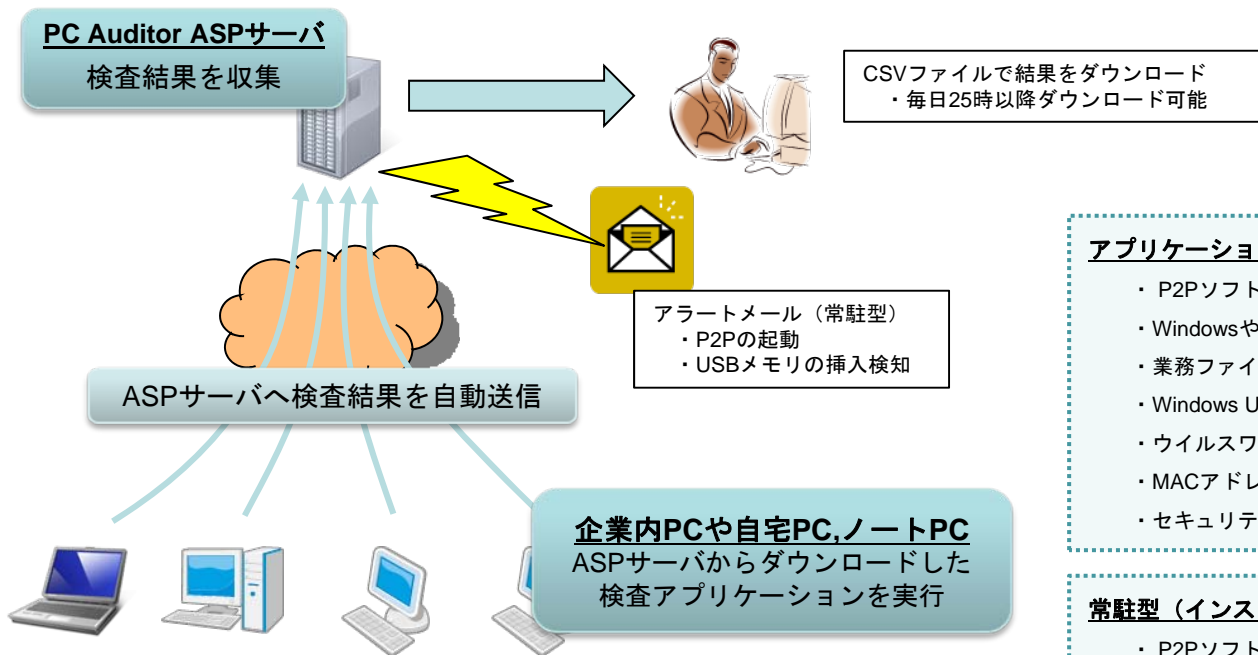 PC Auditor ASPサーバ
検査結果を収集
CSVファイルで結果をダウンロード
・毎日25時以降ダウンロード可能
アラートメール（常駐型）
・P2Pの起動
・USBメモリの挿入検知
ASPサーバへ検査結果を自動送信
企業内PCや自宅PC,ノートPC
ASPサーバからダウンロードした
検査アプリケーションを実行
アプリケーショ
・ P2Pソフト
・Windowsや
・業務ファイ
・Windows U
・ウイルスワ
・MACアドレ
・セキュリテ
常駐型（インス
・ P2Pソフト